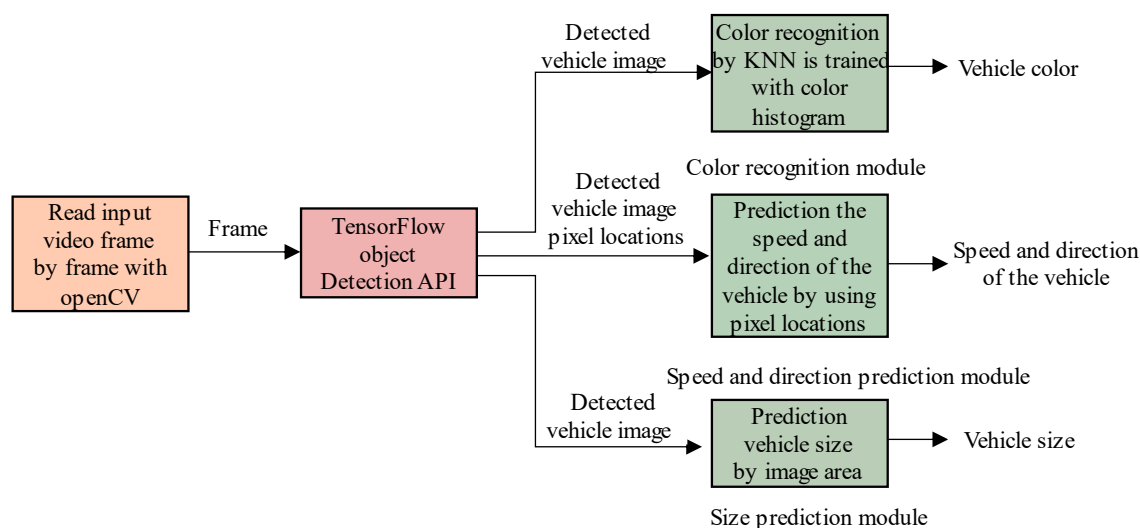 Read input
video frame
by frame with
openCV
Frame
TensorFlow
object
Detection API
Detected
vehicle image
Color recognition
by KNN is trained
with color
histogram
Vehicle color
Color recognition module
Detected
vehicle image
pixel locations
Prediction the
speed and
direction of the
vehicle by using
pixel locations
Speed and direction
of the vehicle
Speed and direction prediction module
Detected
vehicle image
Prediction
vehicle size
by image area
Vehicle size
Size prediction module